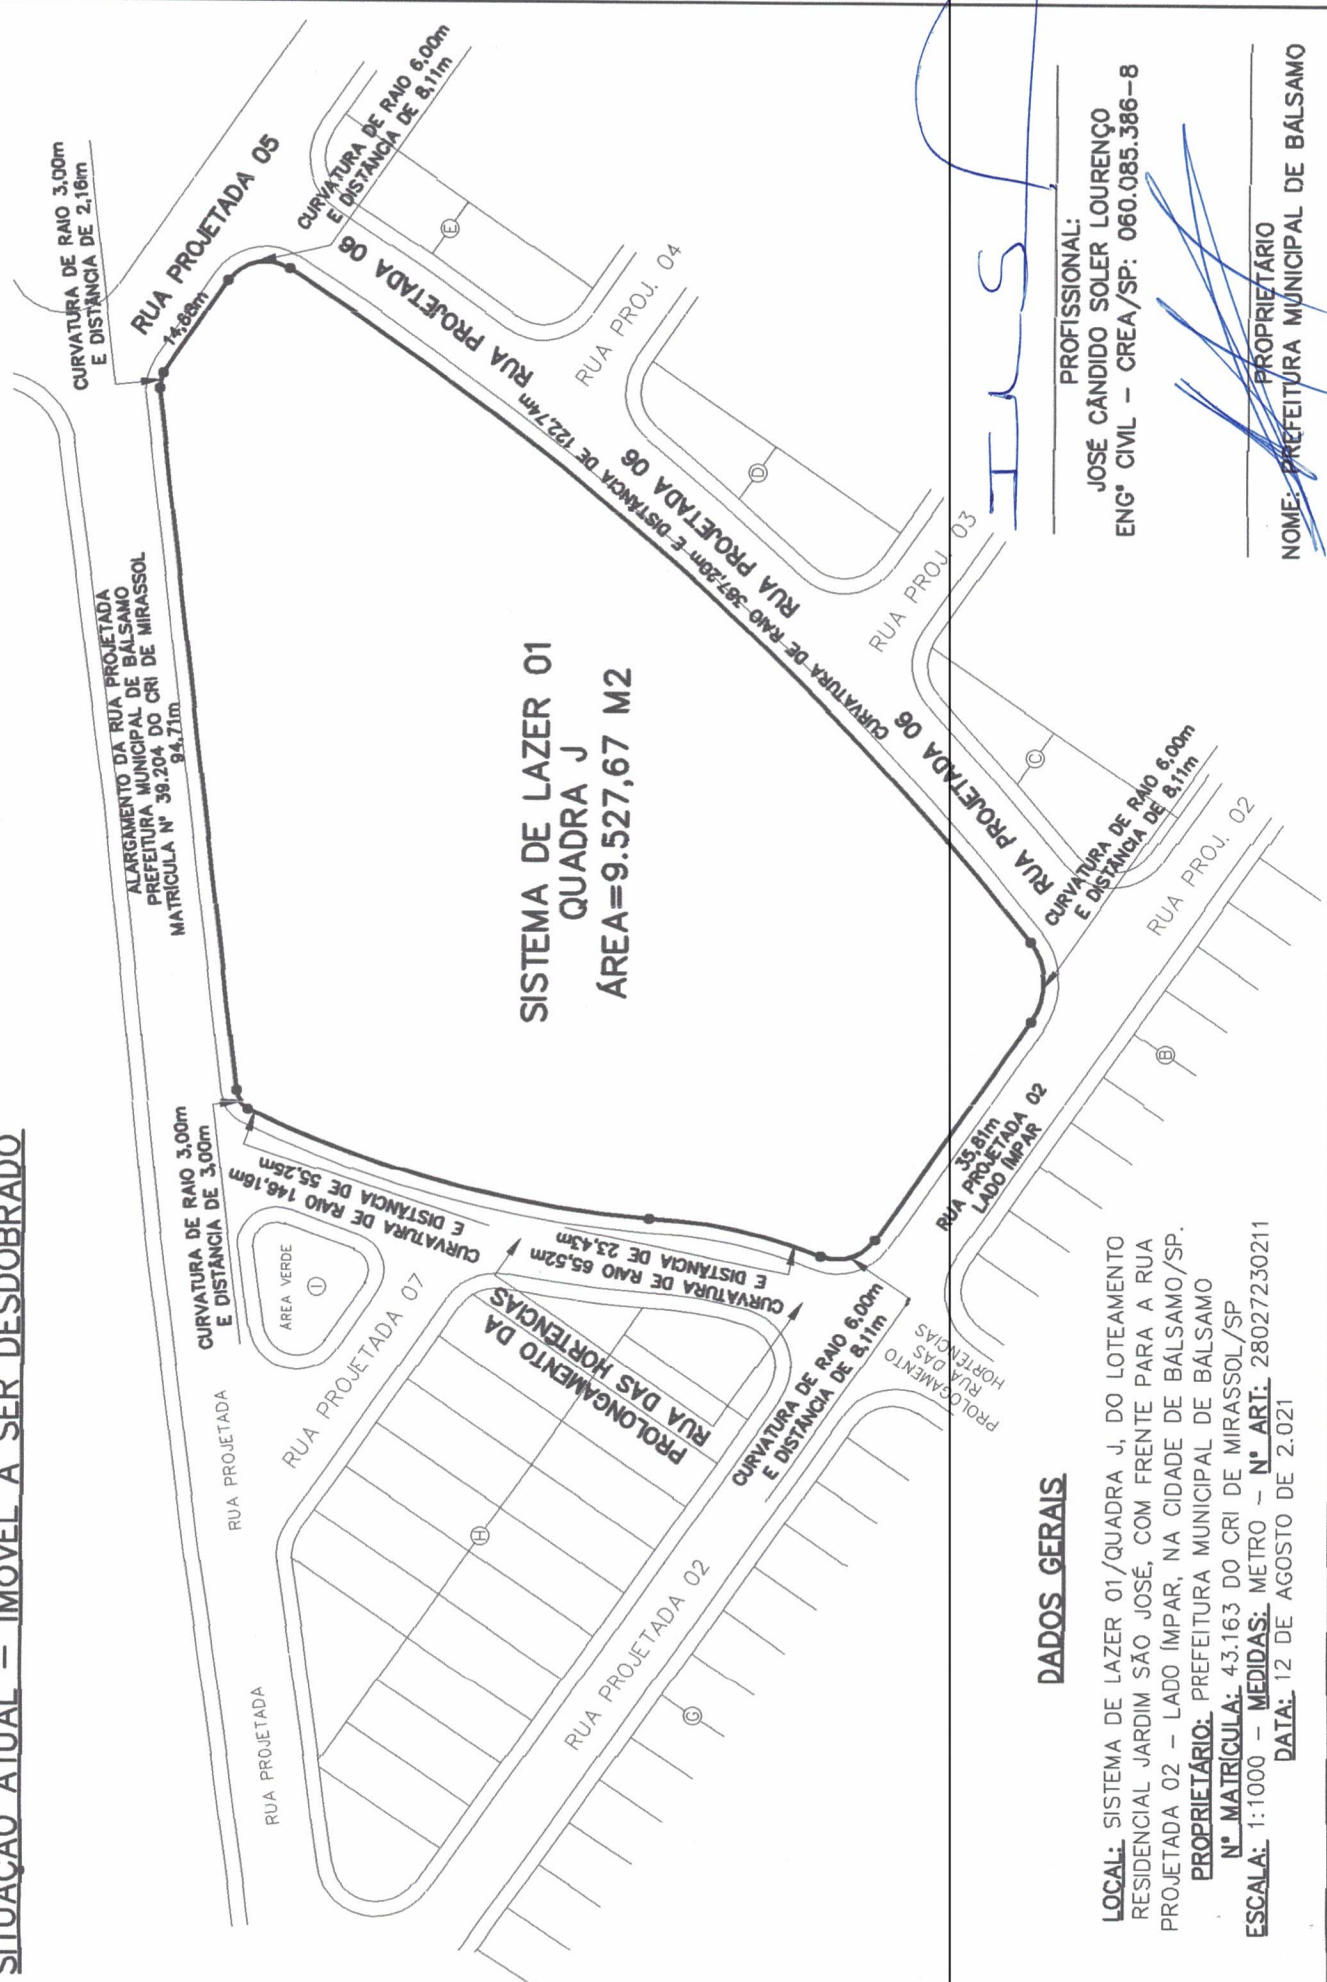 SITUAÇÃO ATUAL – IMÓVEL A SER DESDOBRADO
CURVATURA DE RAIO 3,00m
E DISTÂNCIA DE 3,00m
ALARGAMENTO DA RUA PROJETADA
PREFEITURA MUNICIPAL DE BÁLSAMO
MATRÍCULA Nº 39.204 DO CRI DE MIRASSOL
94,71m
CURVATURA DE RAIO 3,00m
E DISTÂNCIA DE 2,16m
RUA PROJETADA 05
14,68m
CURVATURA DE RAIO 6,00m
E DISTÂNCIA DE 8,11m
RUA PROJETADA
RUA PROJETADA
ÁREA VERDE
I
RUA PROJETADA 07
CURVATURA DE RAIO 146,16m
E DISTÂNCIA DE 55,25m
CURVATURA DE RAIO 65,52m
E DISTÂNCIA DE 23,43m
PROLONGAMENTO DA
RUA DAS HORTENCIAS
H
SISTEMA DE LAZER 01
QUADRA J
ÁREA=9.527,67 M2
CURVATURA DE RAIO 387,20m E DISTÂNCIA DE 122,74m
RUA PROJETADA 06
RUA PROJETADA 06
RUA PROJETADA 06
E
RUA PROJ. 04
D
RUA PROJ. 03
C
CURVATURA DE RAIO 6,00m
E DISTÂNCIA DE 8,11m
RUA PROJ. 02
B
35,81m
RUA PROJETADA 02
LADO ÍMPAR
CURVATURA DE RAIO 6,00m
E DISTÂNCIA DE 8,11m
PROLOGAMENTO
RUA DAS
HORTENCIAS
RUA PROJETADA 02
G
DADOS GERAIS
LOCAL: SISTEMA DE LAZER 01/QUADRA J, DO LOTEAMENTO
RESIDENCIAL JARDIM SÃO JOSÉ, COM FRENTE PARA A RUA
PROJETADA 02 – LADO ÍMPAR, NA CIDADE DE BÁLSAMO/SP.
PROPRIETÁRIO: PREFEITURA MUNICIPAL DE BÁLSAMO
Nº MATRÍCULA: 43.163 DO CRI DE MIRASSOL/SP
ESCALA: 1:1000 – MEDIDAS: METRO – Nº ART: 28027230211
DATA: 12 DE AGOSTO DE 2.021
PROFISSIONAL:
JOSÉ CÂNDIDO SOLER LOURENÇO
ENGº CIVIL – CREA/SP: 060.085.386-8
PROPRIETÁRIO
NOME: PREFEITURA MUNICIPAL DE BÁLSAMO